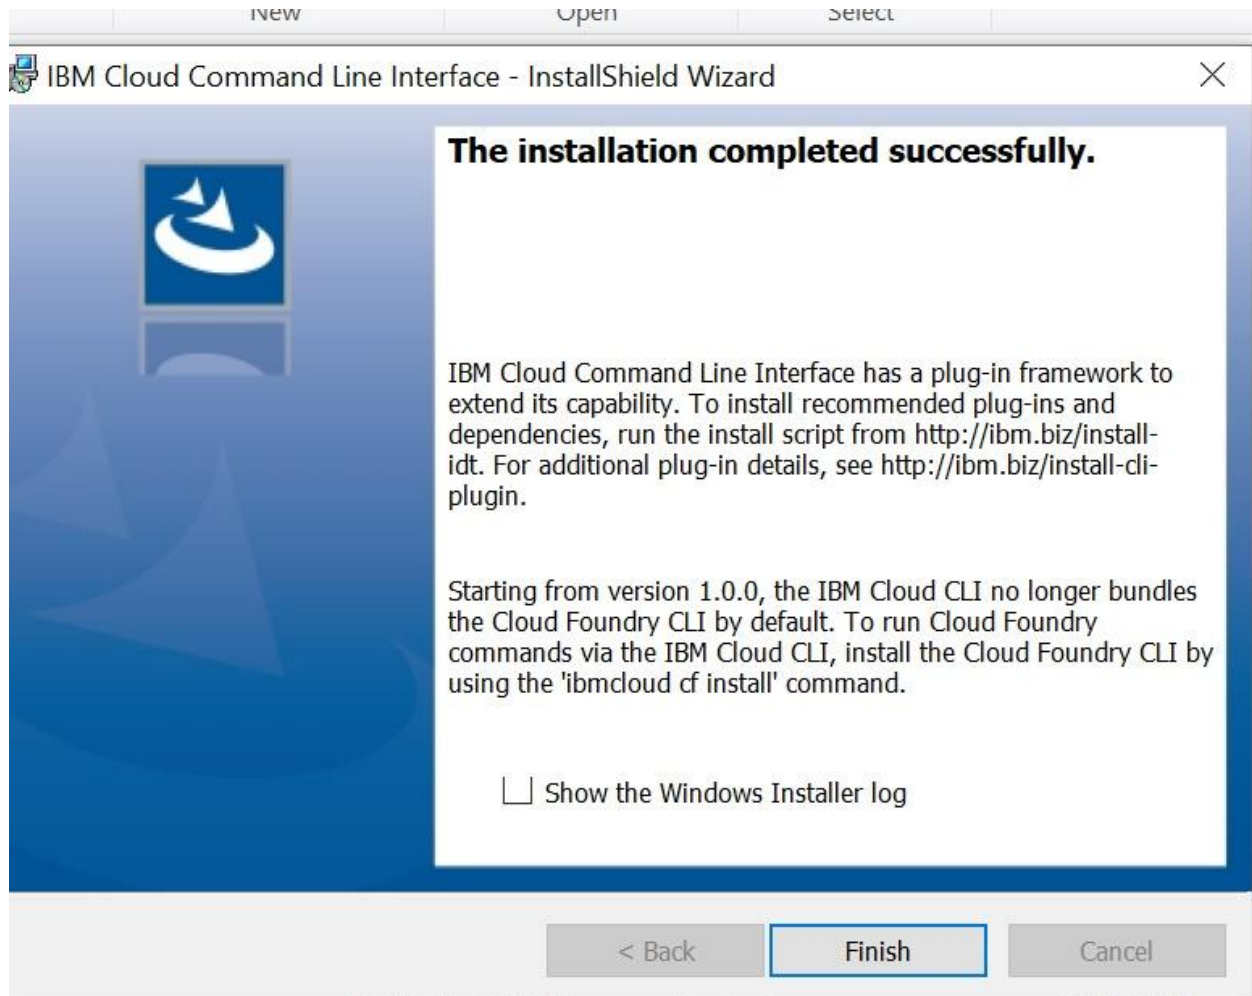 New Open Select
IBM Cloud Command Line Interface - InstallShield Wizard
The installation completed successfully.
IBM Cloud Command Line Interface has a plug-in framework to
extend its capability. To install recommended plug-ins and
dependencies, run the install script from http://ibm.biz/install-
idt. For additional plug-in details, see http://ibm.biz/install-cli-
plugin.
Starting from version 1.0.0, the IBM Cloud CLI no longer bundles
the Cloud Foundry CLI by default. To run Cloud Foundry
commands via the IBM Cloud CLI, install the Cloud Foundry CLI by
using the 'ibmcloud cf install' command.
Show the Windows Installer log
< Back Finish Cancel